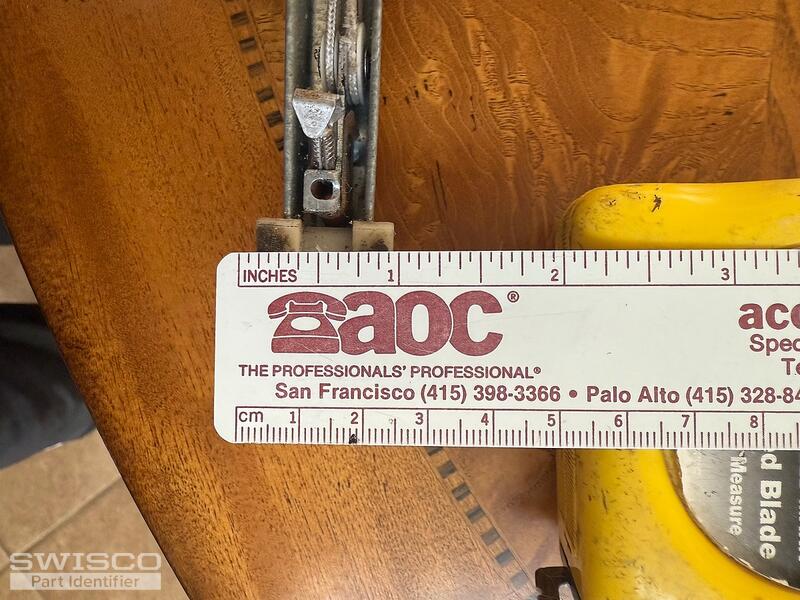 INCHES 1 2 3
aoc®
acc
THE PROFESSIONALS' PROFESSIONAL®
Spec
Te
San Francisco (415) 398-3366 • Palo Alto (415) 328-84
cm 1 2 3 4 5 6 7 8
d Blade
Measure
SWISCO
Part Identifier